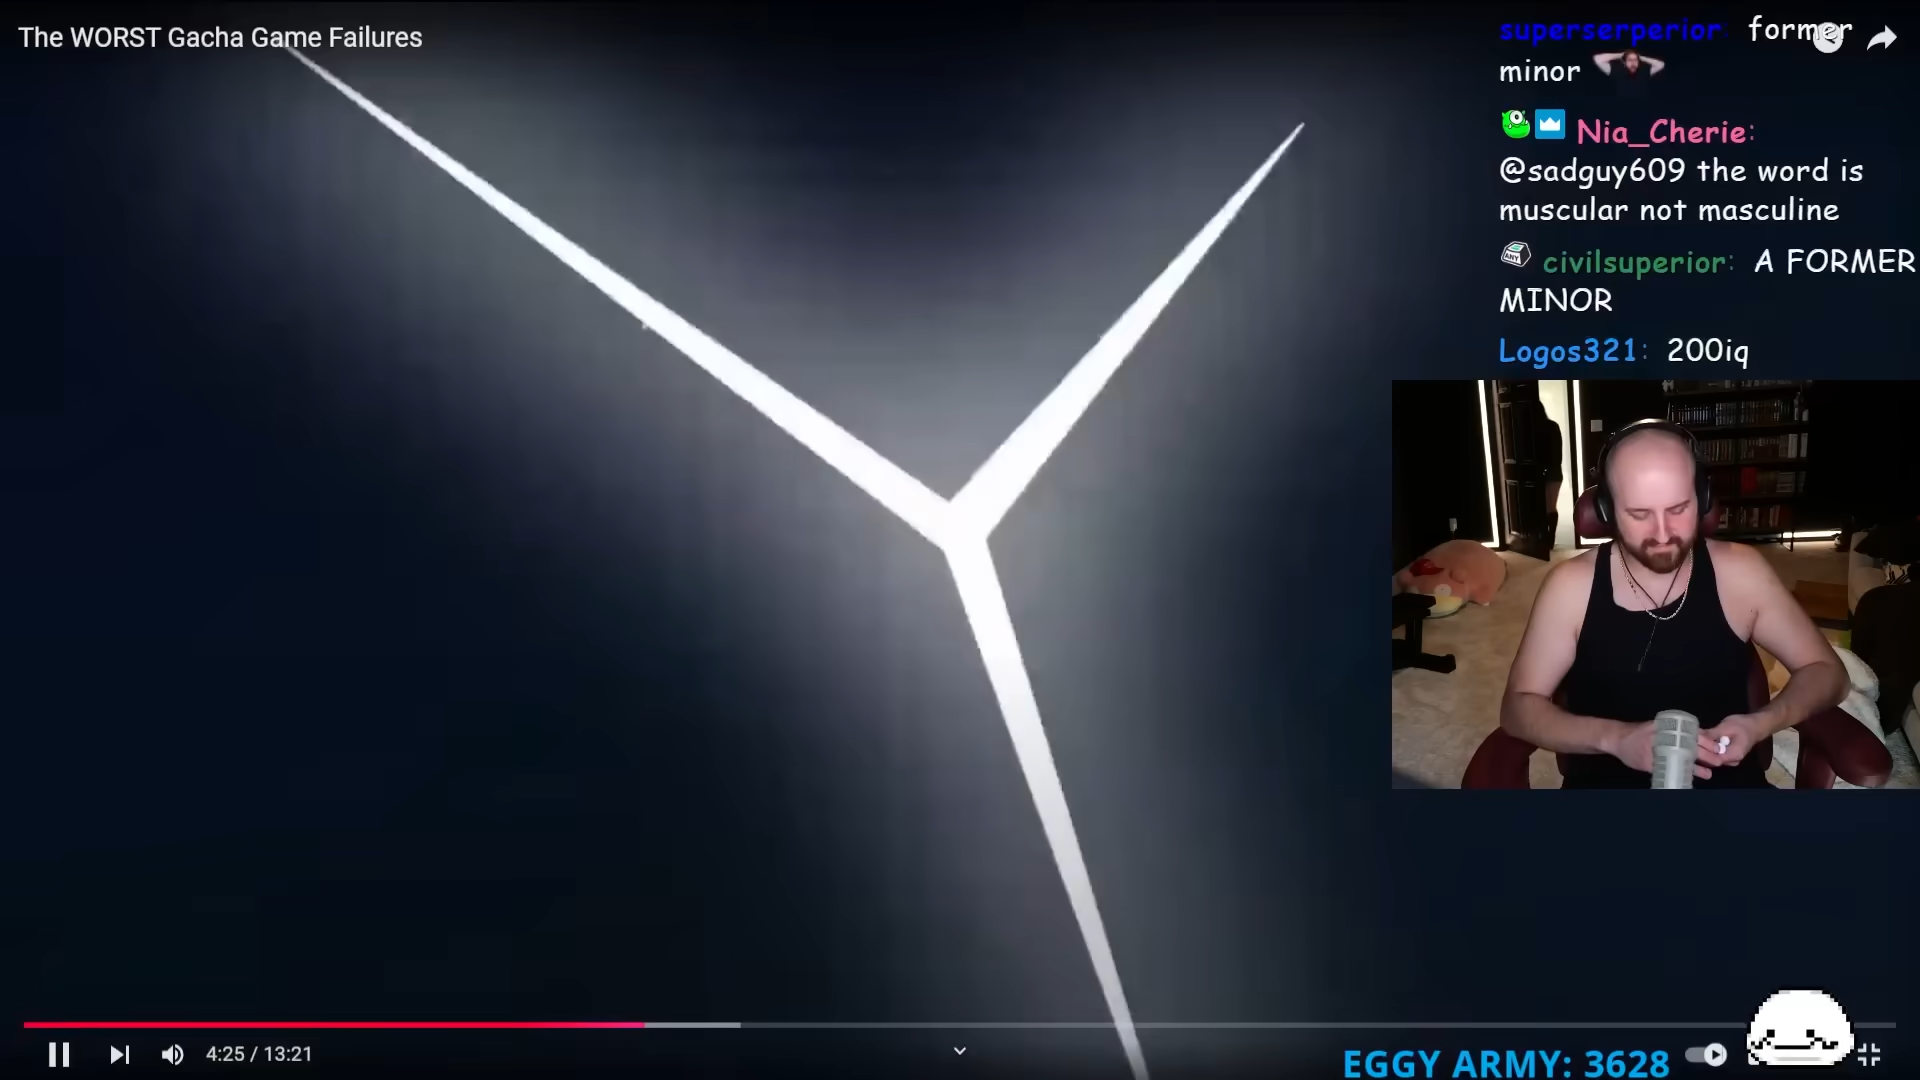 The WORST Gacha Game Failures
superserperior: former
minor
Nia_Cherie:
@sadguy609 the word is
muscular not masculine
ANY
civilsuperior: A FORMER
MINOR
Logos321: 200iq
4:25 / 13:21
EGGY ARMY: 3628